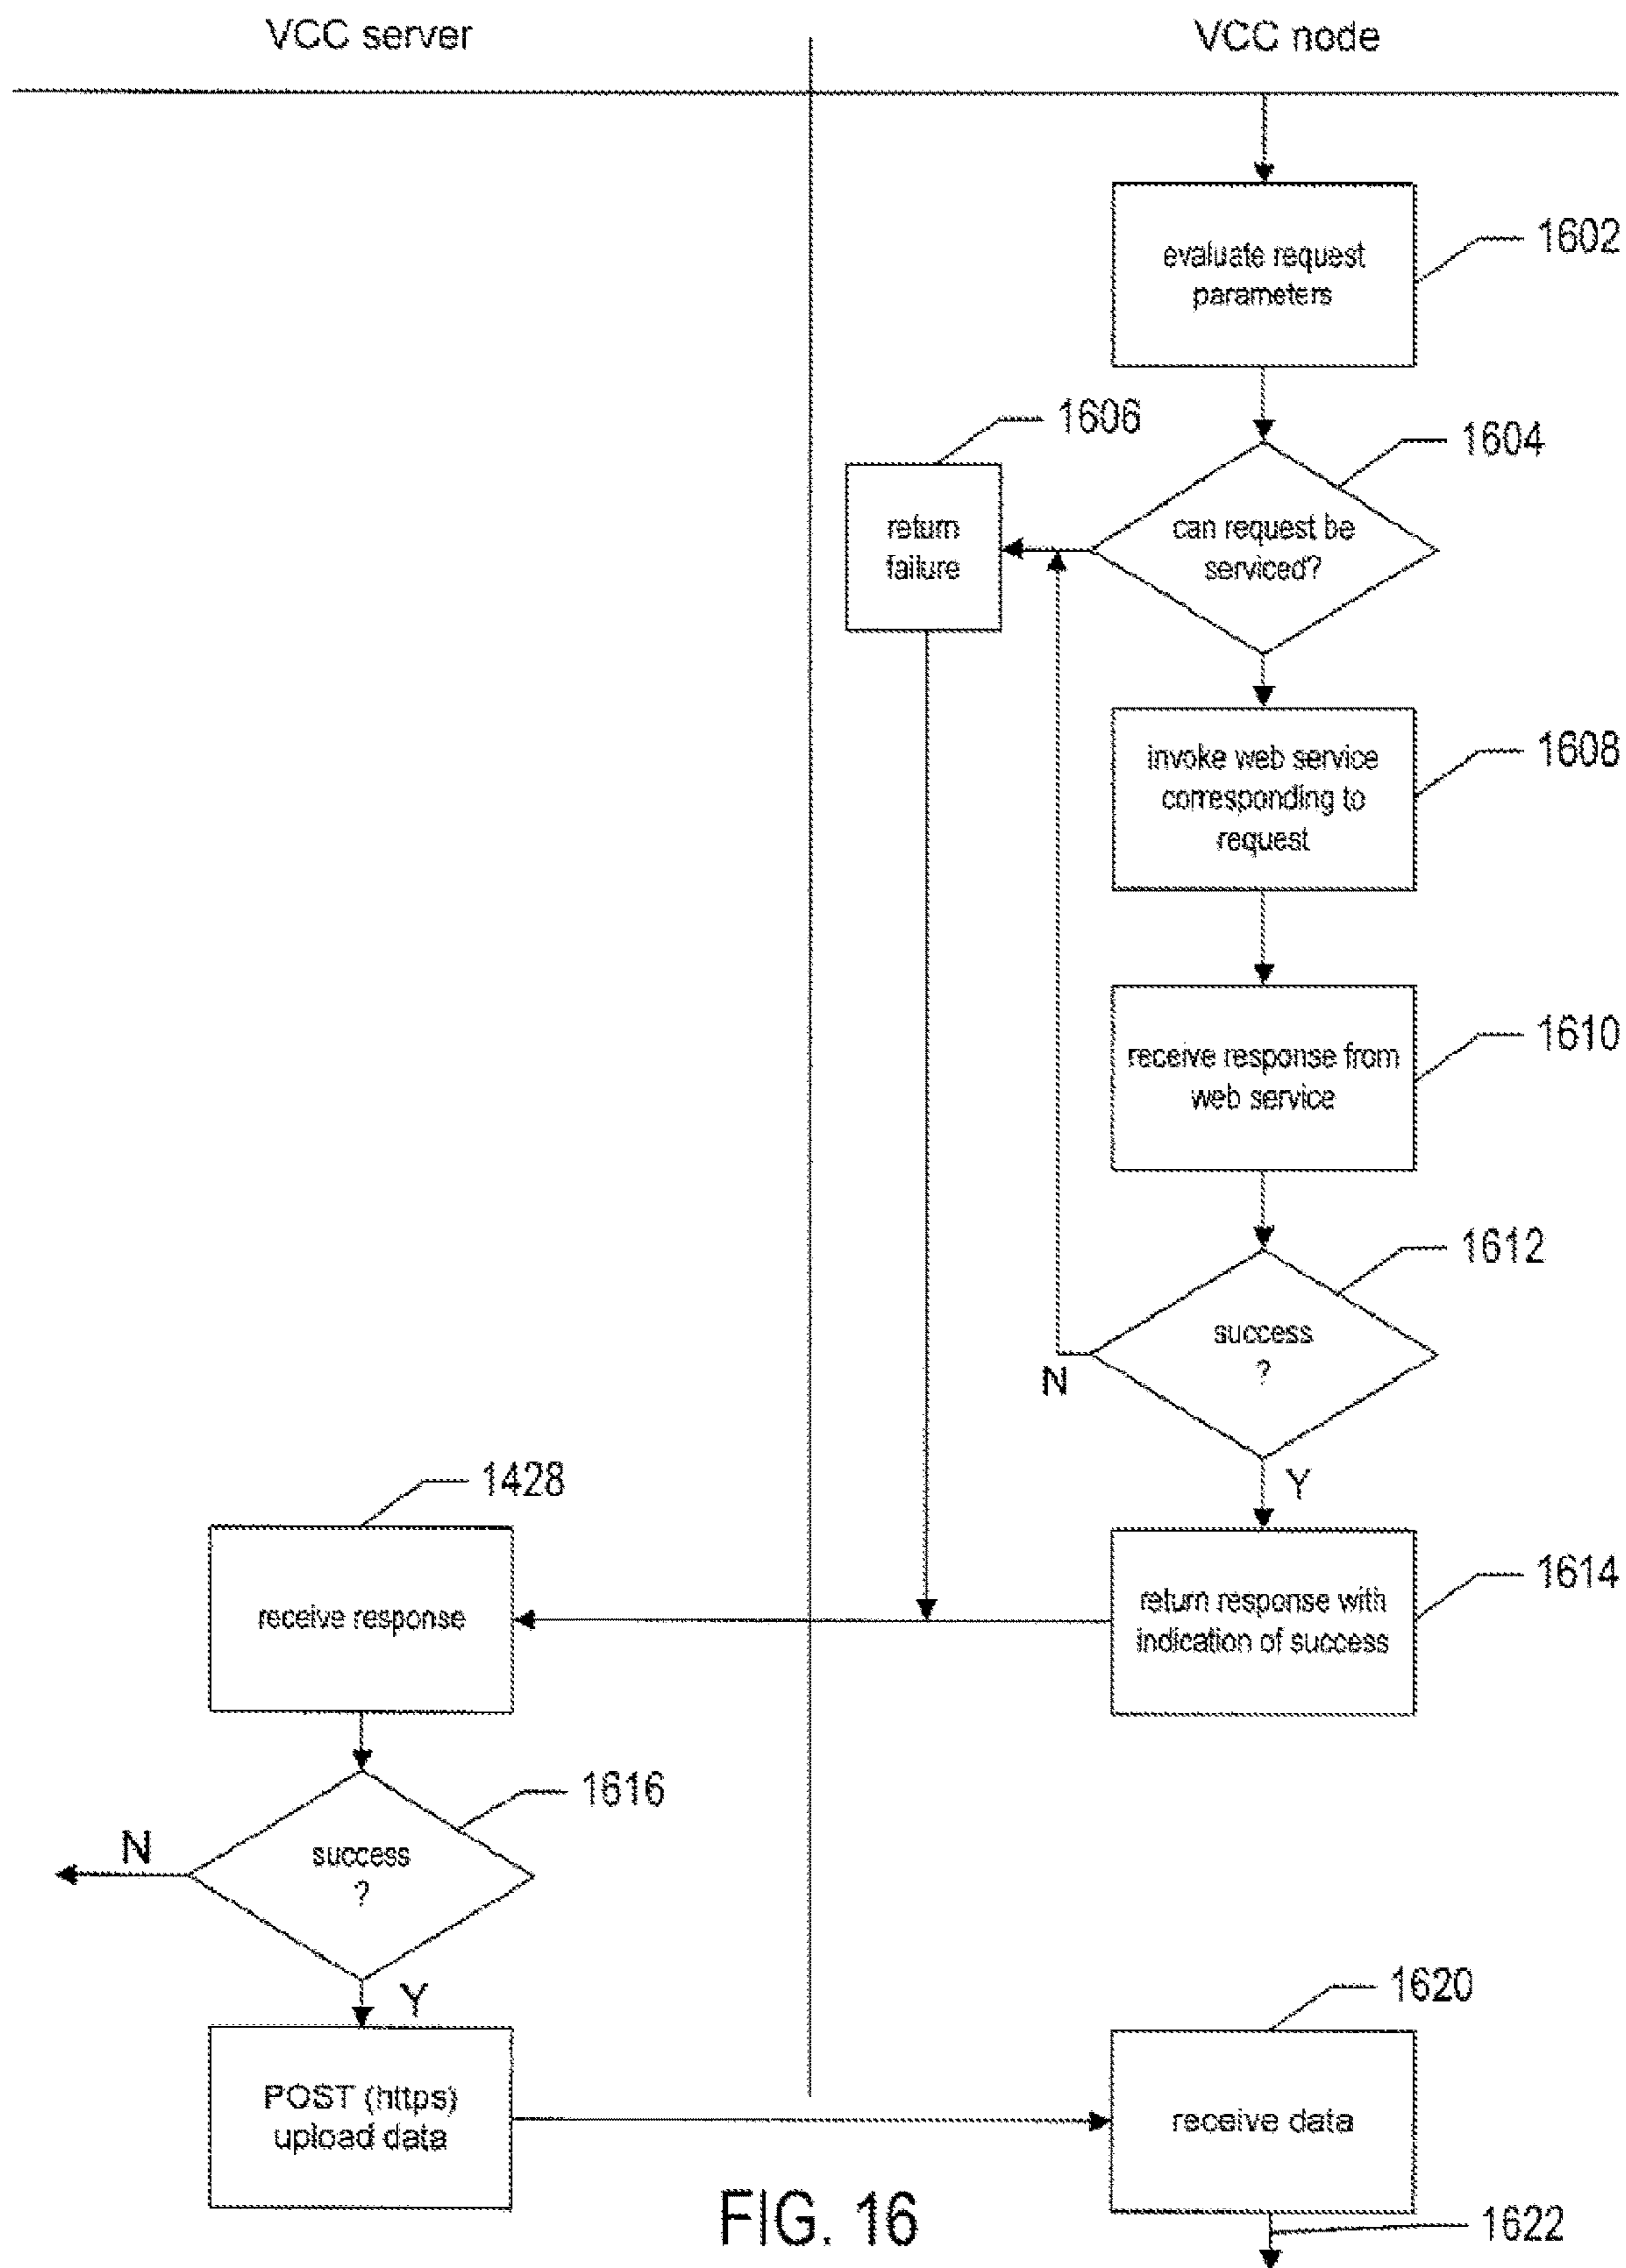 VCC server
VCC node
evaluate request
parameters
1602
1606
1604
return
failure
can request be
serviced?
invoke web service
corresponding to
request
1608
receive response from
web service
1610
1612
success
?
N
Y
1428
receive response
return response with
indication of success
1614
1616
success
?
N
Y
1620
POST (https)
upload data
receive data
FIG. 16
1622